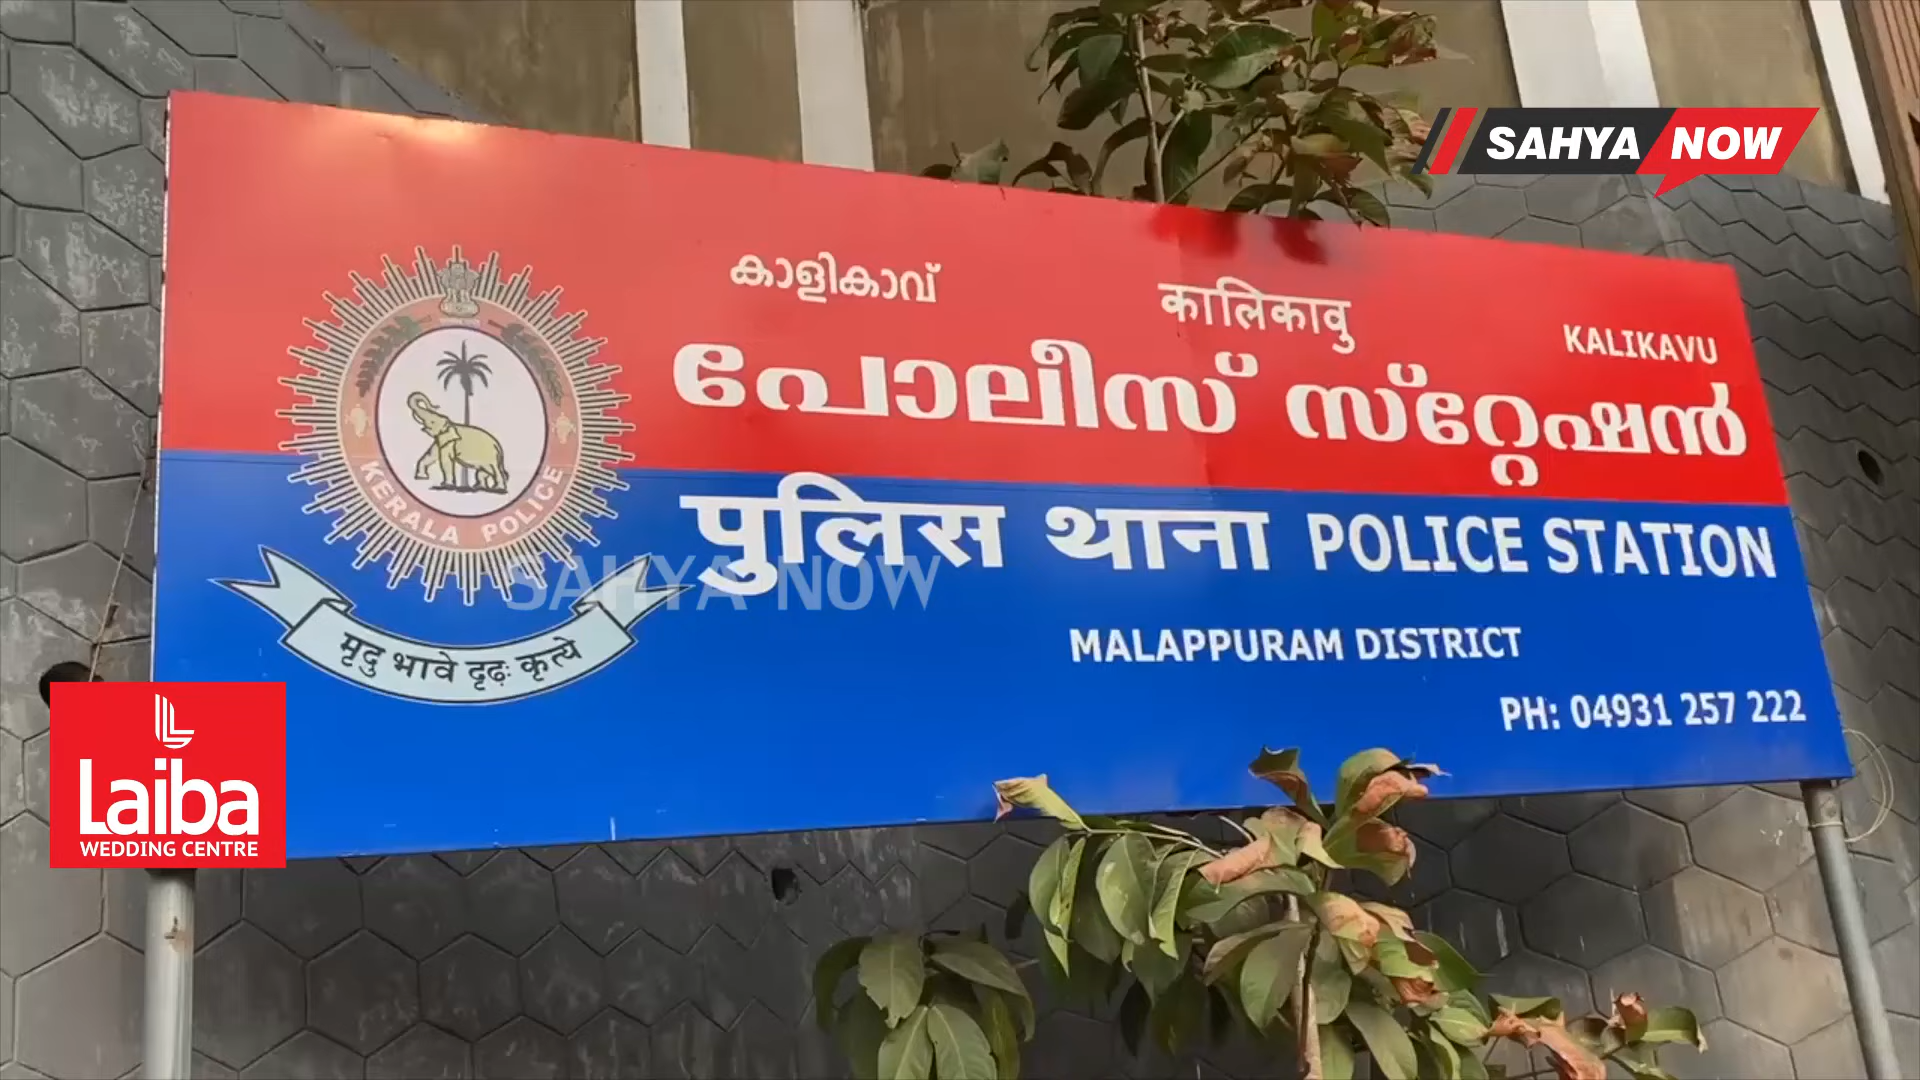 SAHYA NOW
കാളികാവ് कालिकावु KALIKAVU
പോലീസ് സ്റ്റേഷൻ
पुलिस थाना POLICE STATION
MALAPPURAM DISTRICT
PH: 04931 257 222
KERALA POLICE
मृदु भावे दृढ़ः कृत्ये
SAHYA NOW
Laiba
WEDDING CENTRE